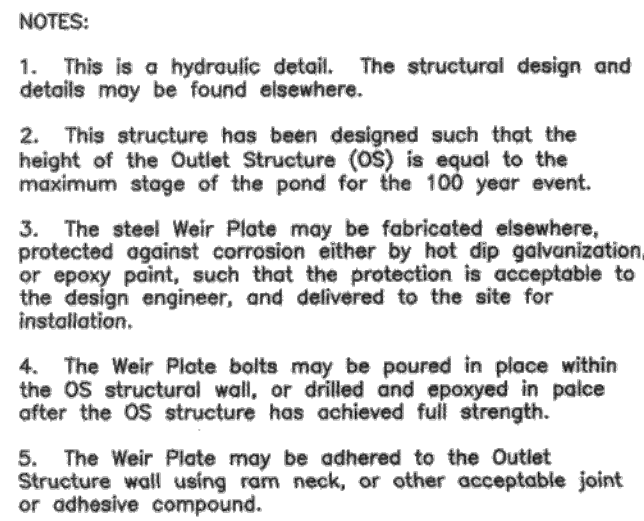 NOTES:
1. This is a hydraulic detail. The structural design and
details may be found elsewhere.
2. This structure has been designed such that the
height of the Outlet Structure (OS) is equal to the
maximum stage of the pond for the 100 year event.
3. The steel Weir Plate may be fabricated elsewhere,
protected against corrosion either by hot dip galvanization,
or epoxy paint, such that the protection is acceptable to
the design engineer, and delivered to the site for
installation.
4. The Weir Plate bolts may be poured in place within
the OS structural wall, or drilled and epoxyed in palce
after the OS structure has achieved full strength.
5. The Weir Plate may be adhered to the Outlet
Structure wall using ram neck, or other acceptable joint
or adhesive compound.